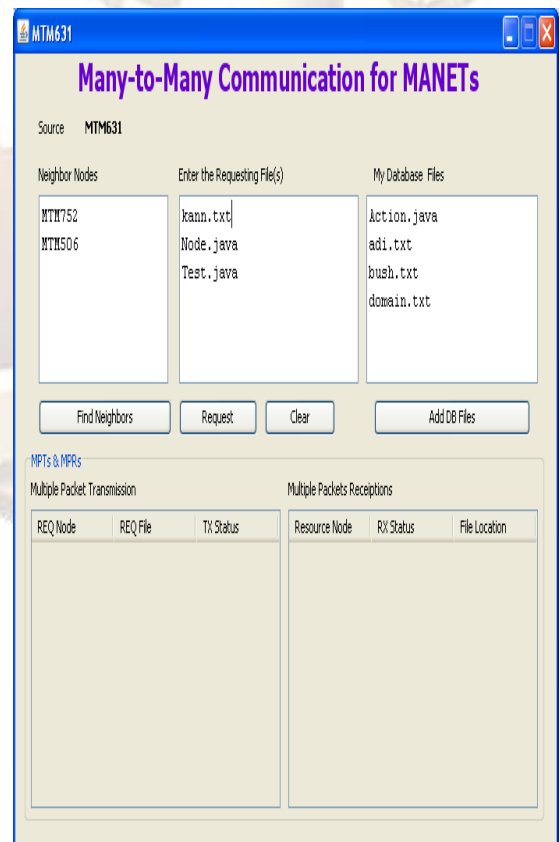 MTM631
Many-to-Many Communication for MANETs
Source MTM631
Neighbor Nodes
MTM752
MTM506
Enter the Requesting File(s)
kann.txt
Node.java
Test.java
My Database Files
Action.java
adi.txt
bush.txt
domain.txt
Find Neighbors Request Clear Add DB Files
MPTs & MPRs
Multiple Packet Transmission
REQ Node REQ File TX Status
Multiple Packets Receiptions
Resource Node RX Status File Location